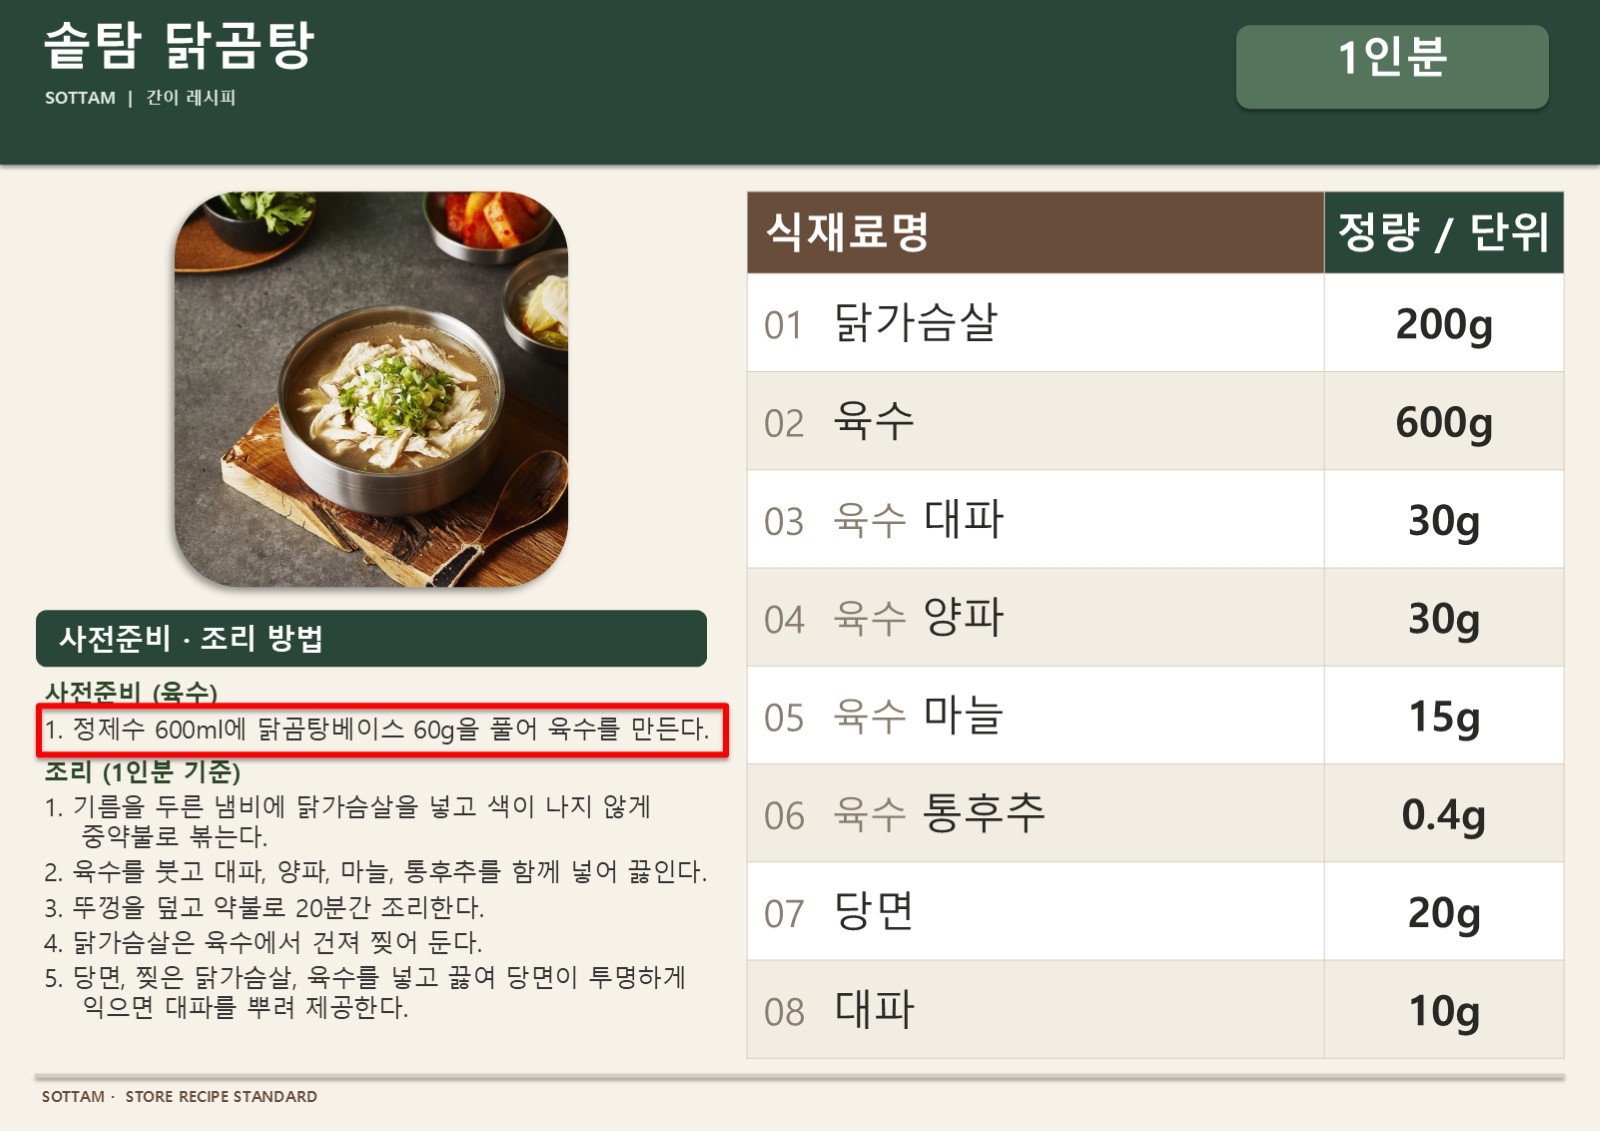 솥탐 닭곰탕
SOTTAM | 간이 레시피
1인분
사전준비 · 조리 방법
사전준비 (육수)
1. 정제수 600ml에 닭곰탕베이스 60g을 풀어 육수를 만든다.
조리 (1인분 기준)
1. 기름을 두른 냄비에 닭가슴살을 넣고 색이 나지 않게
중약불로 볶는다.
2. 육수를 붓고 대파, 양파, 마늘, 통후추를 함께 넣어 끓인다.
3. 뚜껑을 덮고 약불로 20분간 조리한다.
4. 닭가슴살은 육수에서 건져 찢어 둔다.
5. 당면, 찢은 닭가슴살, 육수를 넣고 끓여 당면이 투명하게
익으면 대파를 뿌려 제공한다.
식재료명 정량 / 단위
01 닭가슴살 200g
02 육수 600g
03 육수 대파 30g
04 육수 양파 30g
05 육수 마늘 15g
06 육수 통후추 0.4g
07 당면 20g
08 대파 10g
SOTTAM · STORE RECIPE STANDARD